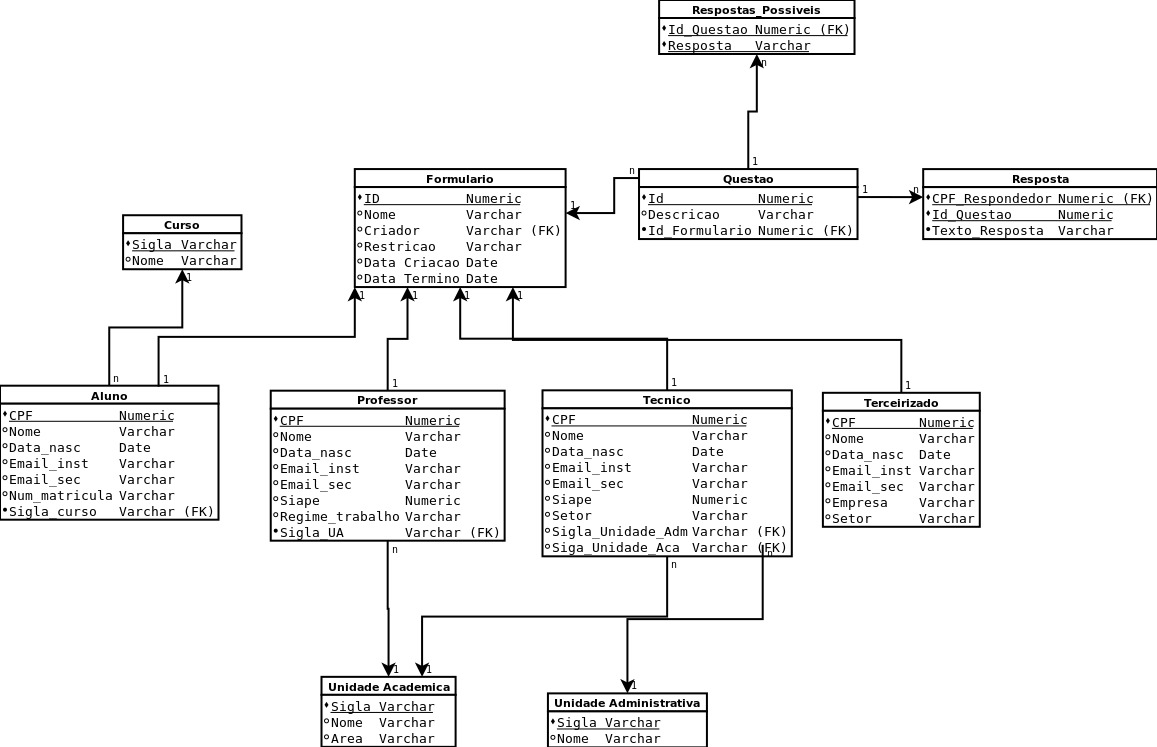 Respostas_Possiveis
Id_Questao Numeric (FK)
Resposta Varchar
n
1
Formulario
ID Numeric
Nome Varchar
Criador Varchar (FK)
Restricao Varchar
Data Criacao Date
Data Termino Date
n
1
Questao
Id Numeric
Descricao Varchar
Id_Formulario Numeric (FK)
1
n
Resposta
CPF_Respondedor Numeric (FK)
Id_Questao Numeric
Texto_Resposta Varchar
Curso
Sigla Varchar
Nome Varchar
1
1
1
1
1
n
1
1
1
1
Aluno
CPF Numeric
Nome Varchar
Data_nasc Date
Email_inst Varchar
Email_sec Varchar
Num_matricula Varchar
Sigla_curso Varchar (FK)
Professor
CPF Numeric
Nome Varchar
Data_nasc Date
Email_inst Varchar
Email_sec Varchar
Siape Numeric
Regime_trabalho Varchar
Sigla_UA Varchar (FK)
Tecnico
CPF Numeric
Nome Varchar
Data_nasc Date
Email_inst Varchar
Email_sec Varchar
Siape Numeric
Setor Varchar
Sigla_Unidade_Adm Varchar (FK)
Siga_Unidade_Aca Varchar (FK)
Terceirizado
CPF Numeric
Nome Varchar
Data_nasc Date
Email_inst Varchar
Email_sec Varchar
Empresa Varchar
Setor Varchar
n
n
n
1
1
1
Unidade Academica
Sigla Varchar
Nome Varchar
Area Varchar
Unidade Administrativa
Sigla Varchar
Nome Varchar